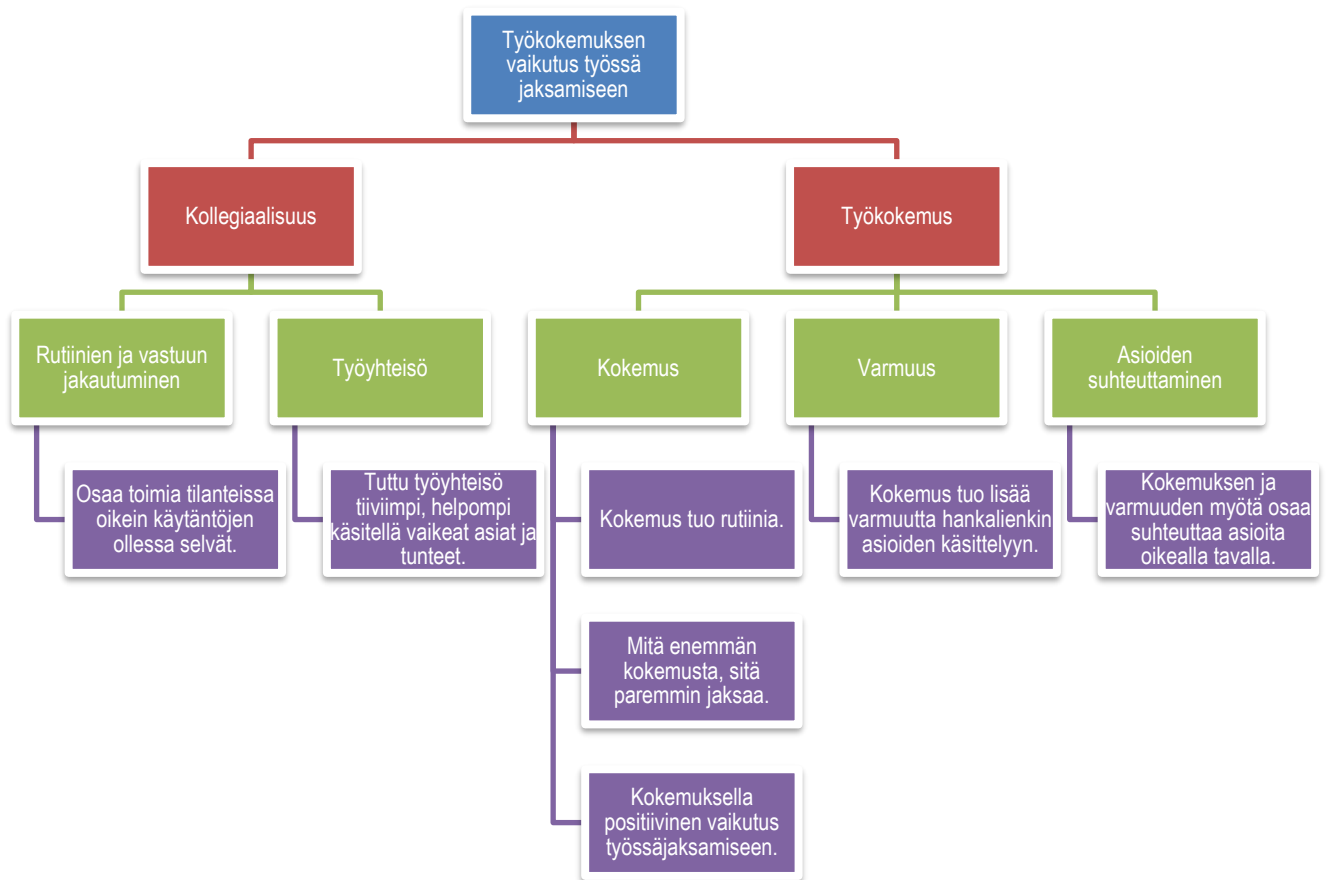 Työkokemuksen
vaikutus työssä
jaksamiseen
Kollegiaalisuus
Työkokemus
Rutiinien ja vastuun
jakautuminen
Työyhteisö
Kokemus
Varmuus
Asioiden
suhteuttaminen
Osaa toimia tilanteissa
oikein käytäntöjen
ollessa selvät.
Tuttu työyhteisö
tiiviimpi, helpompi
käsitellä vaikeat asiat ja
tunteet.
Kokemus tuo rutiinia.
Kokemus tuo lisää
varmuutta hankalienkin
asioiden käsittelyyn.
Kokemuksen ja
varmuuden myötä osaa
suhteuttaa asioita
oikealla tavalla.
Mitä enemmän
kokemusta, sitä
paremmin jaksaa.
Kokemuksella
positiivinen vaikutus
työssäjaksamiseen.